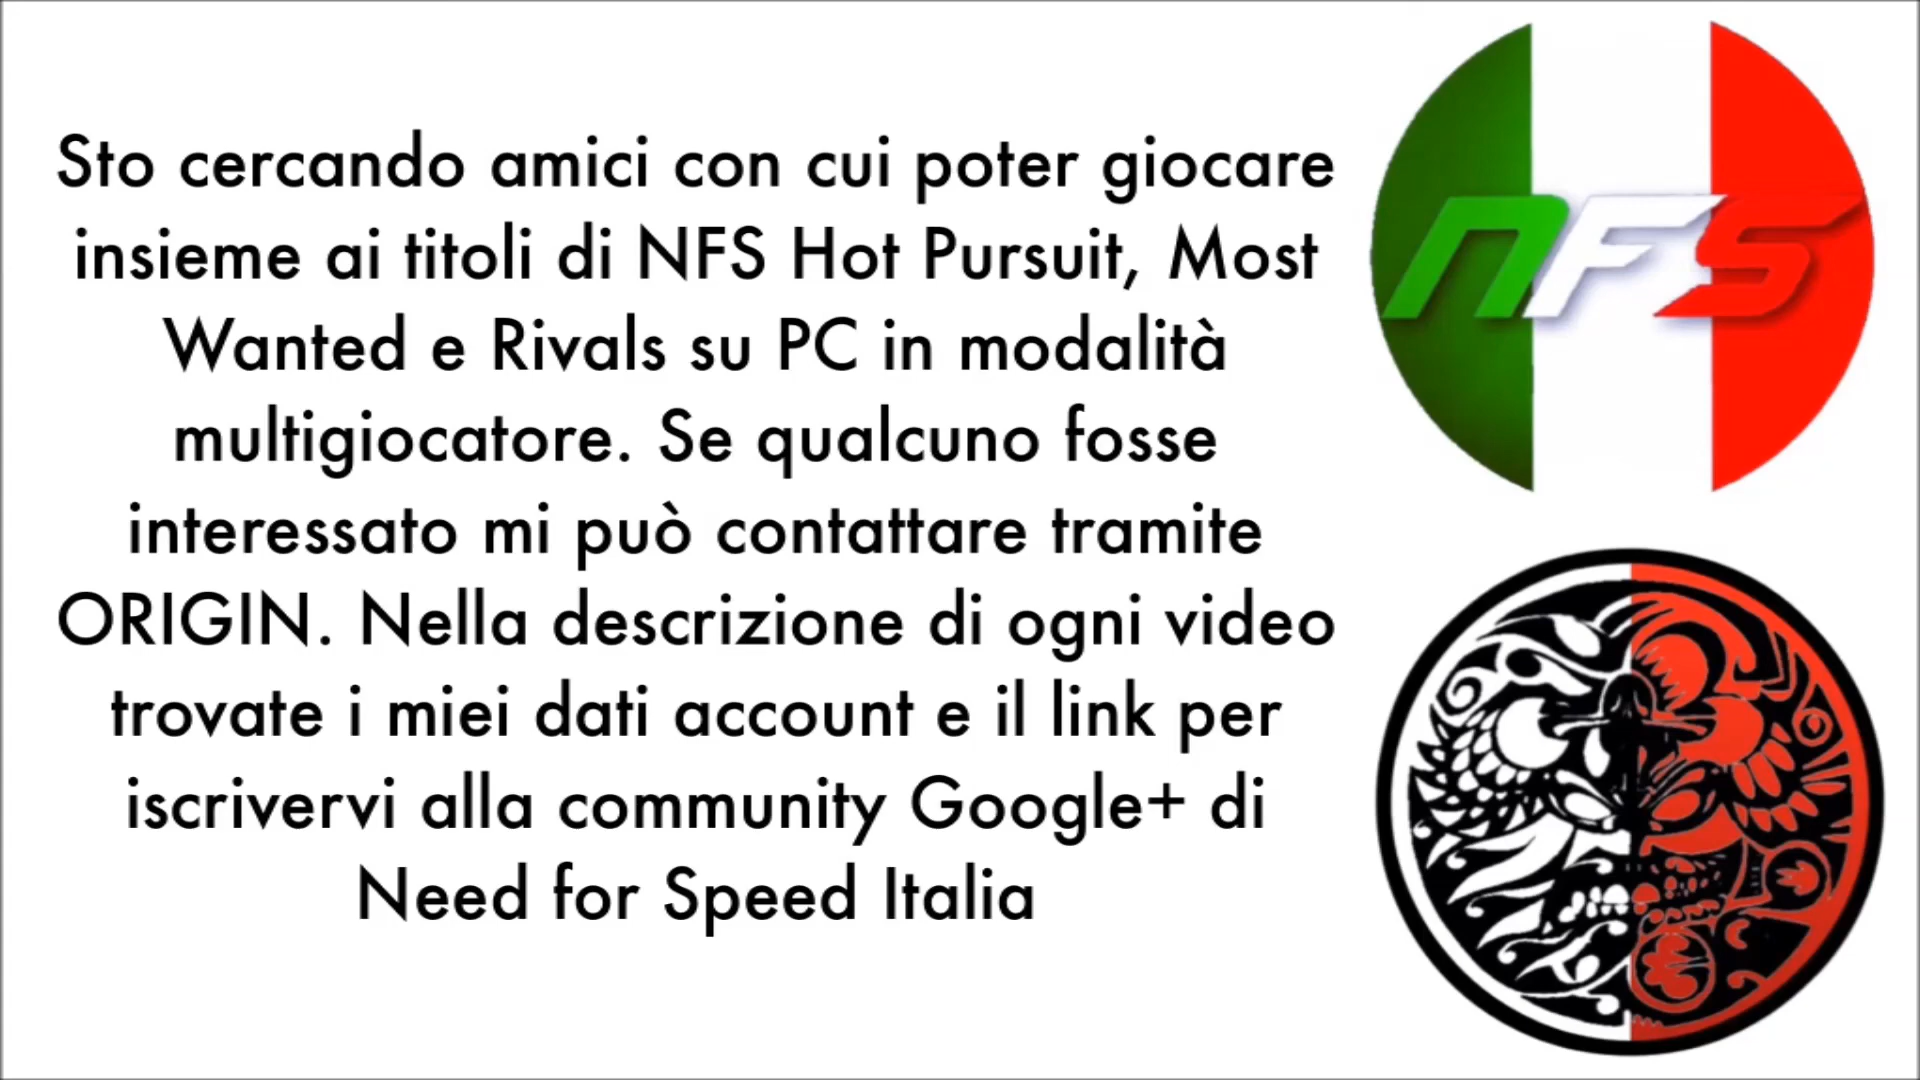 Sto cercando amici con cui poter giocare
insieme ai titoli di NFS Hot Pursuit, Most
Wanted e Rivals su PC in modalità
multigiocatore. Se qualcuno fosse
interessato mi può contattare tramite
ORIGIN. Nella descrizione di ogni video
trovate i miei dati account e il link per
iscrivervi alla community Google+ di
Need for Speed Italia
NFS